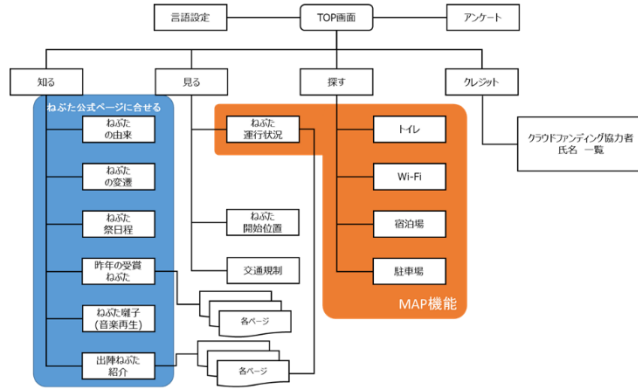 言語設定
TOP画面
アンケート
知る
見る
探す
クレジット
ねぶた公式ページに合せる
ねぶた
の由来
ねぶた
の変遷
ねぶた
祭日程
昨年の受賞
ねぶた
ねぶた囃子
(音楽再生)
出陣ねぶた
紹介
ねぶた
運行状況
ねぶた
開始位置
交通規制
各ページ
各ページ
トイレ
Wi-Fi
宿泊場
駐車場
MAP機能
クラウドファンディング協力者
氏名 一覧